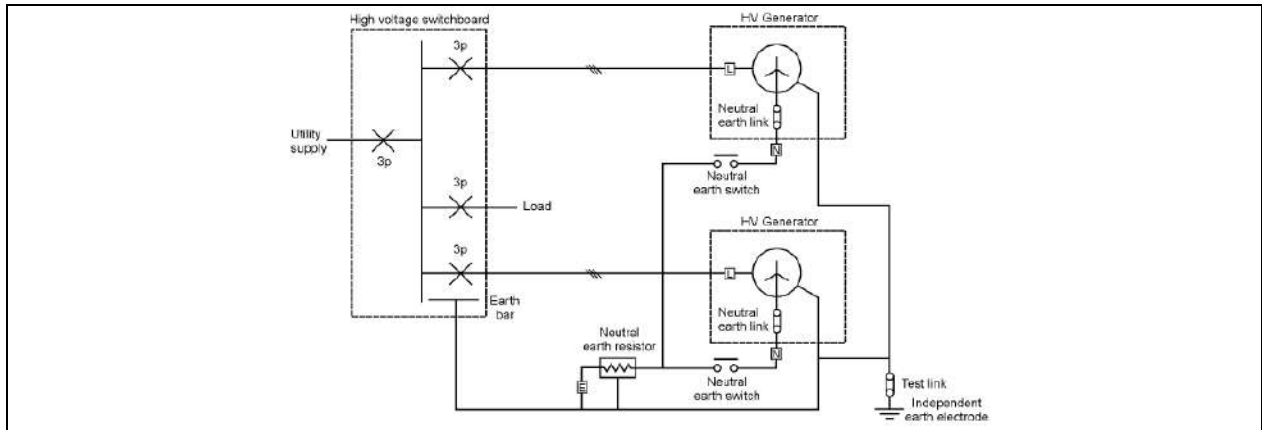 High voltage switchboard
HV Generator
3p
L
Neutral
earth link
Utility
supply
3p
N
Neutral
earth switch
3p
Load
HV Generator
3p
L
Earth
bar
Neutral
earth link
Neutral
earth resistor
N
E
Neutral
earth switch
Test link
Independent
earth electrode